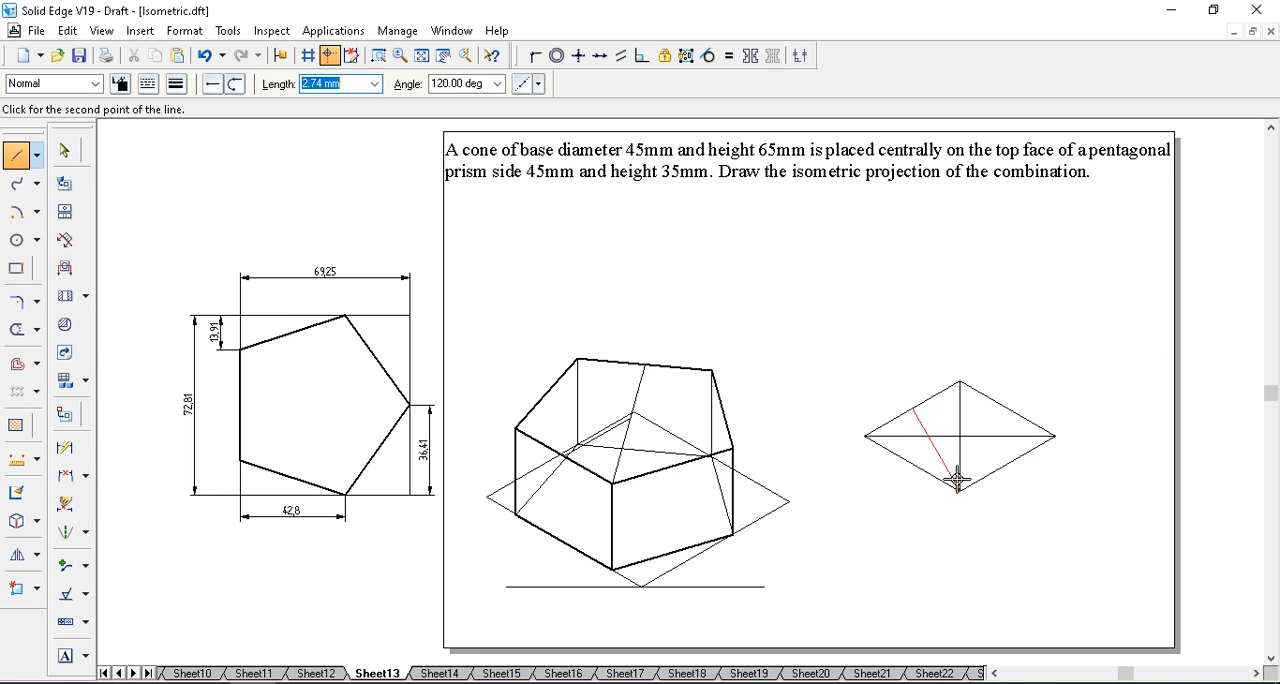 Solid Edge V19 - Draft - [Isometric.dft]
File Edit View Insert Format Tools Inspect Applications Manage Window Help
Normal Length: 2.74 mm Angle: 120.00 deg
Click for the second point of the line.
A cone of base diameter 45mm and height 65mm is placed centrally on the top face of a pentagonal
prism side 45mm and height 35mm. Draw the isometric projection of the combination.
69,25
13,91
72,81
36,41
42,8
A
Sheet10 Sheet11 Sheet12 Sheet13 Sheet14 Sheet15 Sheet16 Sheet17 Sheet18 Sheet19 Sheet20 Sheet21 Sheet22 S